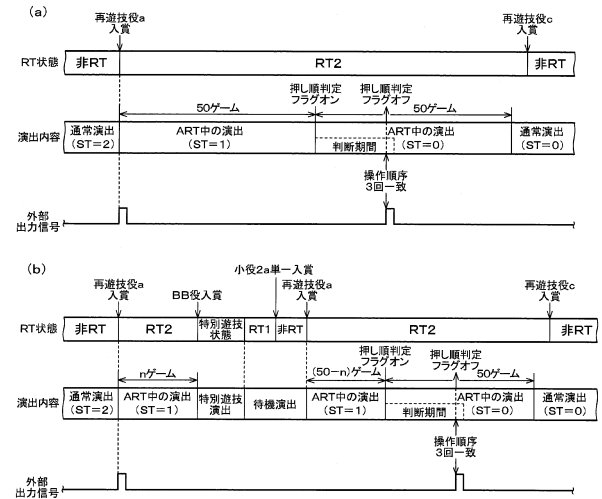 (a)
再遊技役a
入賞
再遊技役c
入賞
RT状態
非RT
RT2
非RT
50ゲーム
押し順判定
フラグオン
押し順判定
フラグオフ
50ゲーム
演出内容
通常演出
(ST=2)
ART中の演出
(ST=1)
判断期間
ART中の演出
(ST=0)
通常演出
(ST=0)
操作順序
3回一致
外部
出力信号
(b)
小役2a単一入賞
再遊技役a
入賞
BB役入賞
再遊技役a
入賞
再遊技役c
入賞
RT状態
非RT
RT2
特別遊技
状態
RT1
非RT
RT2
非RT
nゲーム
(50-n)ゲーム
押し順判定
フラグオン
押し順判定
フラグオフ
50ゲーム
演出内容
通常演出
(ST=2)
ART中の演出
(ST=1)
特別遊技
演出
待機演出
ART中の演出
(ST=1)
判断期間
ART中の演出
(ST=0)
通常演出
(ST=0)
操作順序
3回一致
外部
出力信号